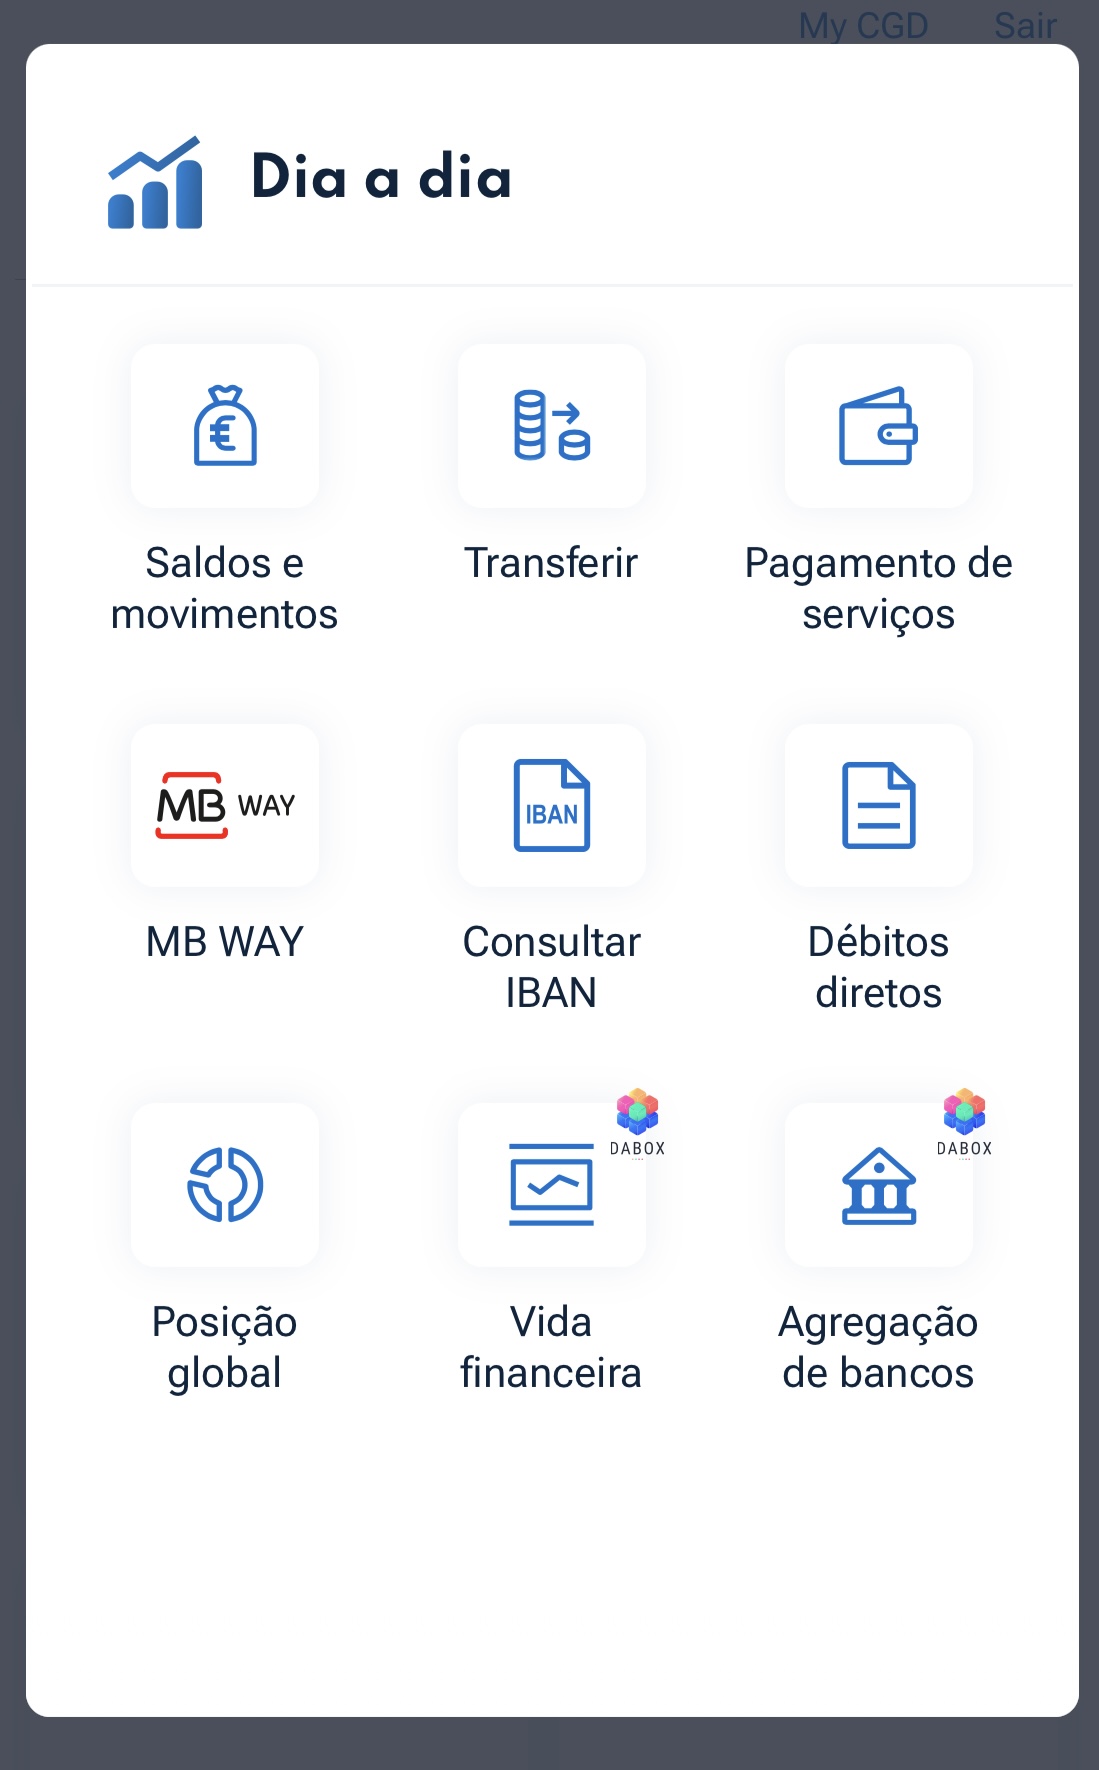 My CGD Sair
Dia a dia
Saldos e
movimentos
Transferir
Pagamento de
serviços
MB WAY
MB WAY
IBAN
Consultar
IBAN
Débitos
diretos
Posição
global
DABOX
Vida
financeira
DABOX
Agregação
de bancos